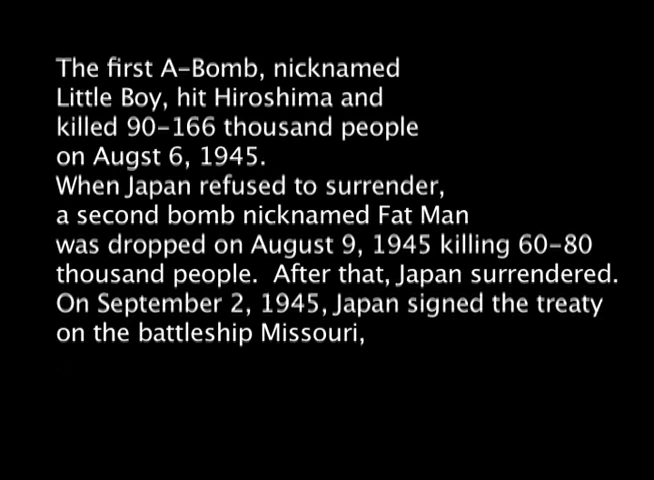 The first A-Bomb, nicknamed
Little Boy, hit Hiroshima and
killed 90-166 thousand people
on Augst 6, 1945.
When Japan refused to surrender,
a second bomb nicknamed Fat Man
was dropped on August 9, 1945 killing 60-80
thousand people.  After that, Japan surrendered.
On September 2, 1945, Japan signed the treaty
on the battleship Missouri,